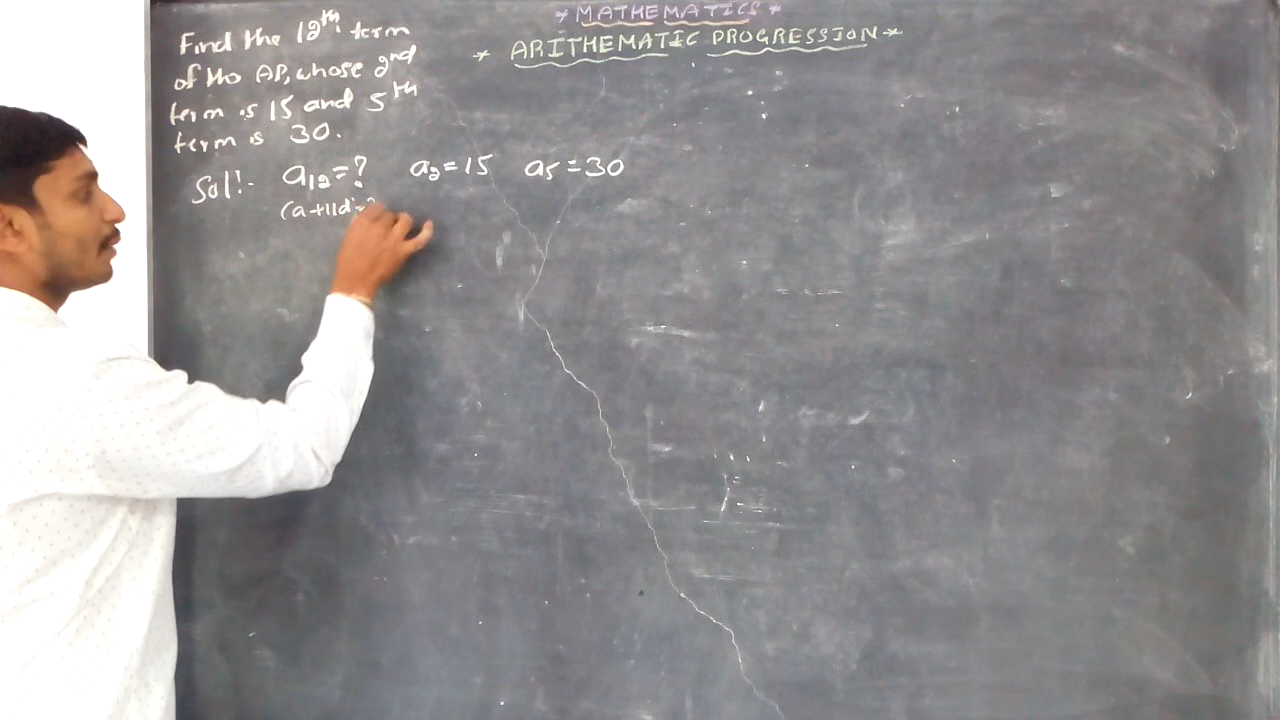 * MATHEMATICS *
* ARITHEMATIC PROGRESSION *
Find the 12th term
of the AP, whose 2nd
term is 15 and 5th
term is 30.
Sol!- a12=? a2=15 a5=30
(a+11d=?